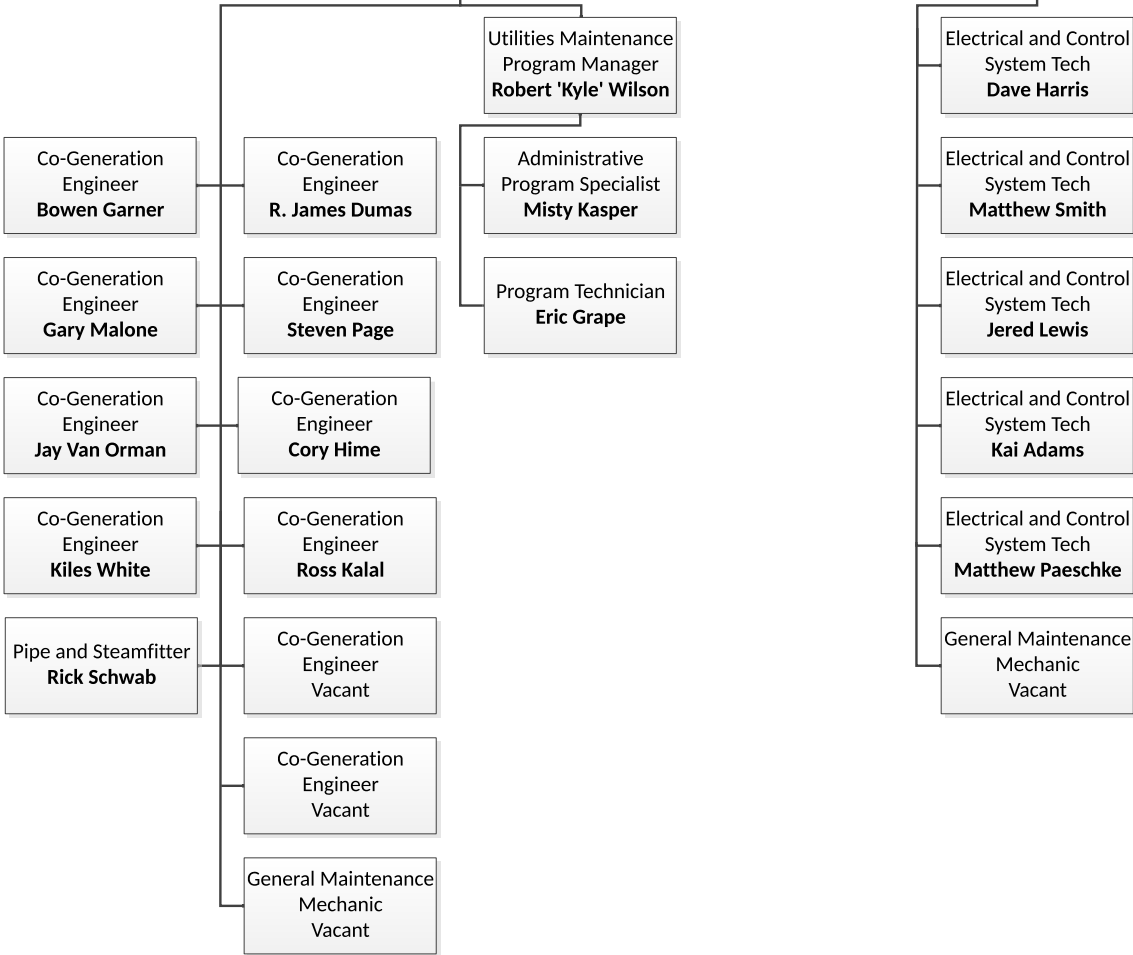 Utilities Maintenance
Program Manager
Robert 'Kyle' Wilson
Electrical and Control
System Tech
Dave Harris
Co-Generation
Engineer
Bowen Garner
Co-Generation
Engineer
R. James Dumas
Administrative
Program Specialist
Misty Kasper
Electrical and Control
System Tech
Matthew Smith
Co-Generation
Engineer
Gary Malone
Co-Generation
Engineer
Steven Page
Program Technician
Eric Grape
Electrical and Control
System Tech
Jered Lewis
Co-Generation
Engineer
Jay Van Orman
Co-Generation
Engineer
Cory Hime
Electrical and Control
System Tech
Kai Adams
Co-Generation
Engineer
Kiles White
Co-Generation
Engineer
Ross Kalal
Electrical and Control
System Tech
Matthew Paeschke
Pipe and Steamfitter
Rick Schwab
Co-Generation
Engineer
Vacant
General Maintenance
Mechanic
Vacant
Co-Generation
Engineer
Vacant
General Maintenance
Mechanic
Vacant